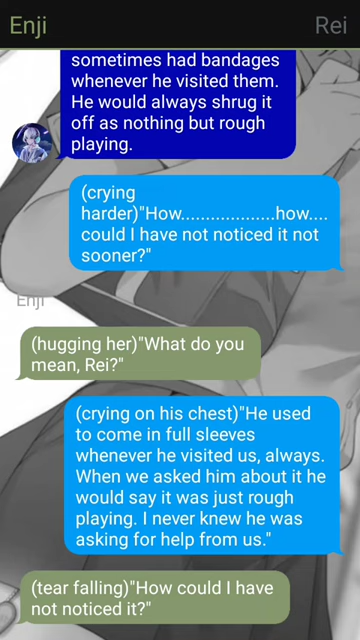 Enji
Rei
sometimes had bandages
whenever he visited them.
He would always shrug it
off as nothing but rough
playing.
(crying
harder)"How....................how....
could I have not noticed it not
sooner?"
Enji
(hugging her)"What do you
mean, Rei?"
(crying on his chest)"He used
to come in full sleeves
whenever he visited us, always.
When we asked him about it he
would say it was just rough
playing. I never knew he was
asking for help from us."
(tear falling)"How could I have
not noticed it?"